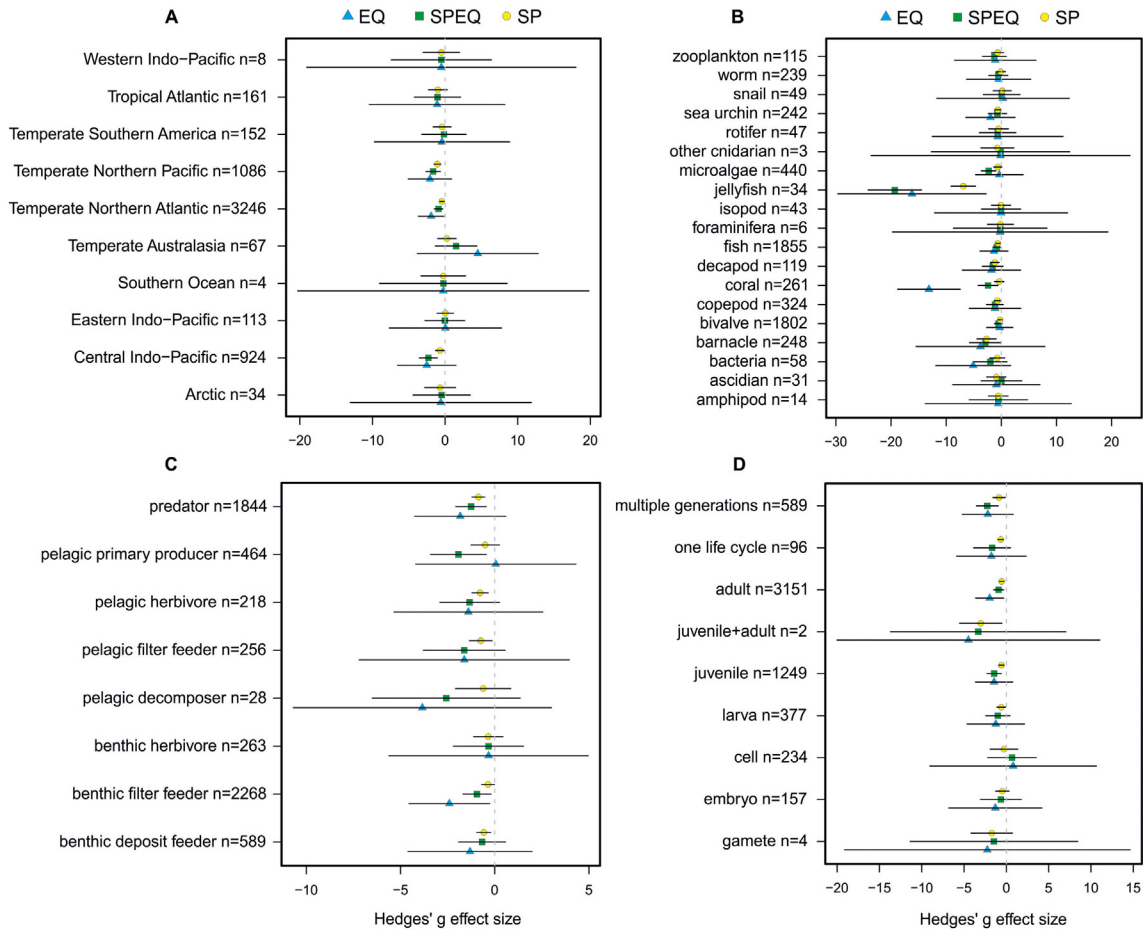 A
B
EQ SPEQ SP
EQ SPEQ SP
Western Indo−Pacific n=8
Tropical Atlantic n=161
Temperate Southern America n=152
Temperate Northern Pacific n=1086
Temperate Northern Atlantic n=3246
Temperate Australasia n=67
Southern Ocean n=4
Eastern Indo−Pacific n=113
Central Indo−Pacific n=924
Arctic n=34
−20 −10 0 10 20
zooplankton n=115
worm n=239
snail n=49
sea urchin n=242
rotifer n=47
other cnidarian n=3
microalgae n=440
jellyfish n=34
isopod n=43
foraminifera n=6
fish n=1855
decapod n=119
coral n=261
copepod n=324
bivalve n=1802
barnacle n=248
bacteria n=58
ascidian n=31
amphipod n=14
−30 −20 −10 0 10 20
C
D
predator n=1844
pelagic primary producer n=464
pelagic herbivore n=218
pelagic filter feeder n=256
pelagic decomposer n=28
benthic herbivore n=263
benthic filter feeder n=2268
benthic deposit feeder n=589
−10 −5 0 5
Hedges' g effect size
multiple generations n=589
one life cycle n=96
adult n=3151
juvenile+adult n=2
juvenile n=1249
larva n=377
cell n=234
embryo n=157
gamete n=4
−20 −15 −10 −5 0 5 10 15
Hedges' g effect size